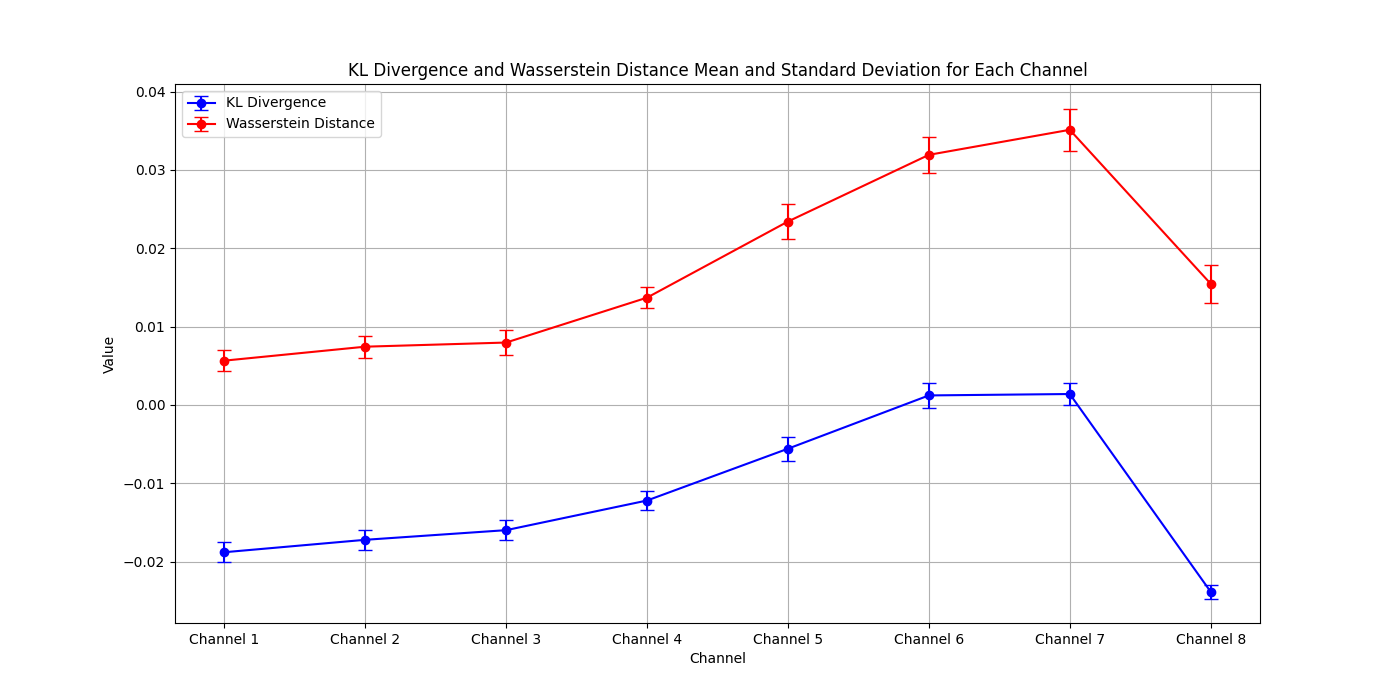 KL Divergence and Wasserstein Distance Mean and Standard Deviation for Each Channel
KL Divergence
Wasserstein Distance
0.04
0.03
0.02
0.01
0.00
−0.01
−0.02
Value
Channel 1 Channel 2 Channel 3 Channel 4 Channel 5 Channel 6 Channel 7 Channel 8
Channel